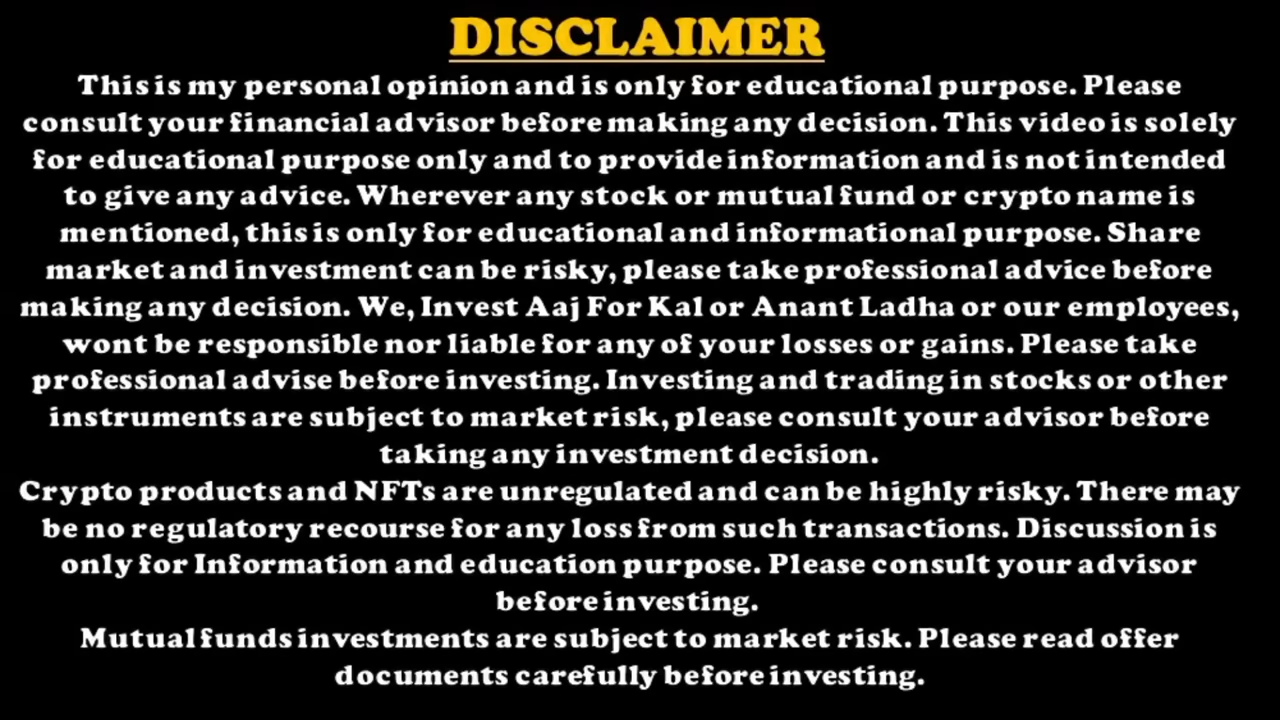 DISCLAIMER
This is my personal opinion and is only for educational purpose. Please
consult your financial advisor before making any decision. This video is solely
for educational purpose only and to provide information and is not intended
to give any advice. Wherever any stock or mutual fund or crypto name is
mentioned, this is only for educational and informational purpose. Share
market and investment can be risky, please take professional advice before
making any decision. We, Invest Aaj For Kal or Anant Ladha or our employees,
wont be responsible nor liable for any of your losses or gains. Please take
professional advise before investing. Investing and trading in stocks or other
instruments are subject to market risk, please consult your advisor before
taking any investment decision.
Crypto products and NFTs are unregulated and can be highly risky. There may
be no regulatory recourse for any loss from such transactions. Discussion is
only for Information and education purpose. Please consult your advisor
before investing.
Mutual funds investments are subject to market risk. Please read offer
documents carefully before investing.